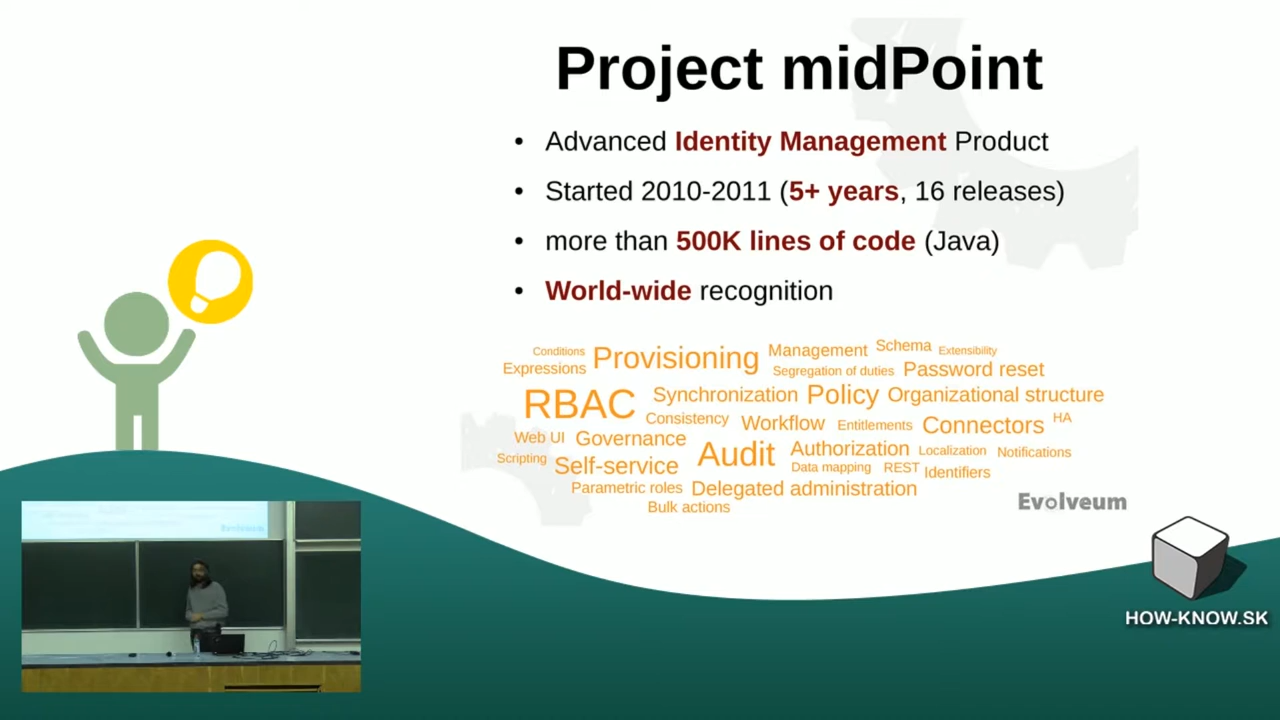 Project midPoint
• Advanced Identity Management Product
• Started 2010-2011 (5+ years, 16 releases)
• more than 500K lines of code (Java)
• World-wide recognition
Conditions Provisioning Management Schema Extensibility
Expressions Segregation of duties Password reset
RBAC Synchronization Policy Organizational structure
Consistency Workflow Entitlements Connectors HA
Web UI Governance Audit Authorization Localization Notifications
Scripting Self-service Data mapping REST Identifiers
Parametric roles Delegated administration
Bulk actions
Evolveum
HOW-KNOW.SK
Evolveum